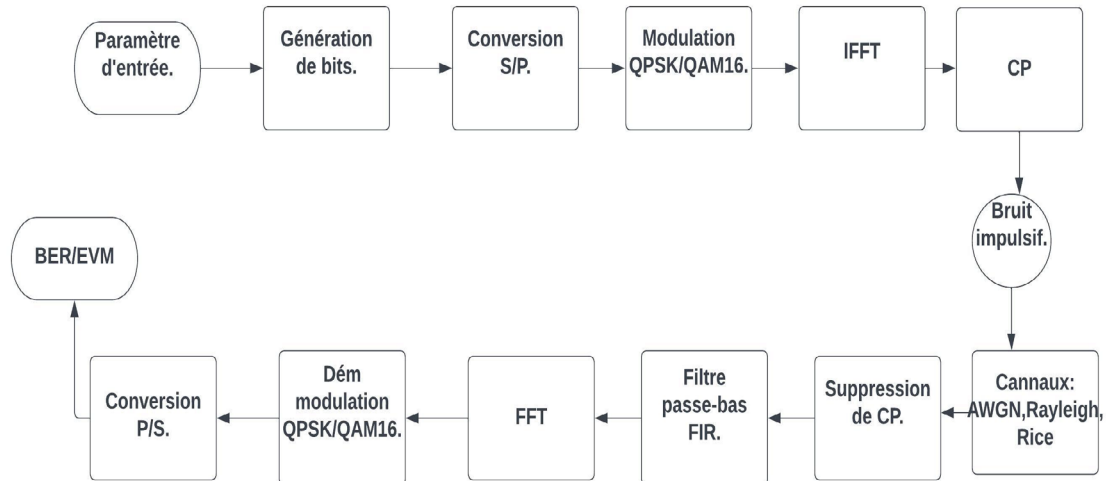 Paramètre
d'entrée.
Génération
de bits.
Conversion
S/P.
Modulation
QPSK/QAM16.
IFFT
CP
Bruit
impulsif.
Cannaux:
AWGN,Rayleigh,
Rice
Suppression
de CP.
Filtre
passe-bas
FIR.
FFT
Dém
modulation
QPSK/QAM16.
Conversion
P/S.
BER/EVM